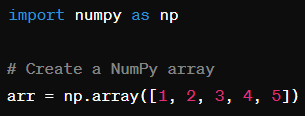 import numpy as np
# Create a NumPy array
arr = np.array([1, 2, 3, 4, 5])